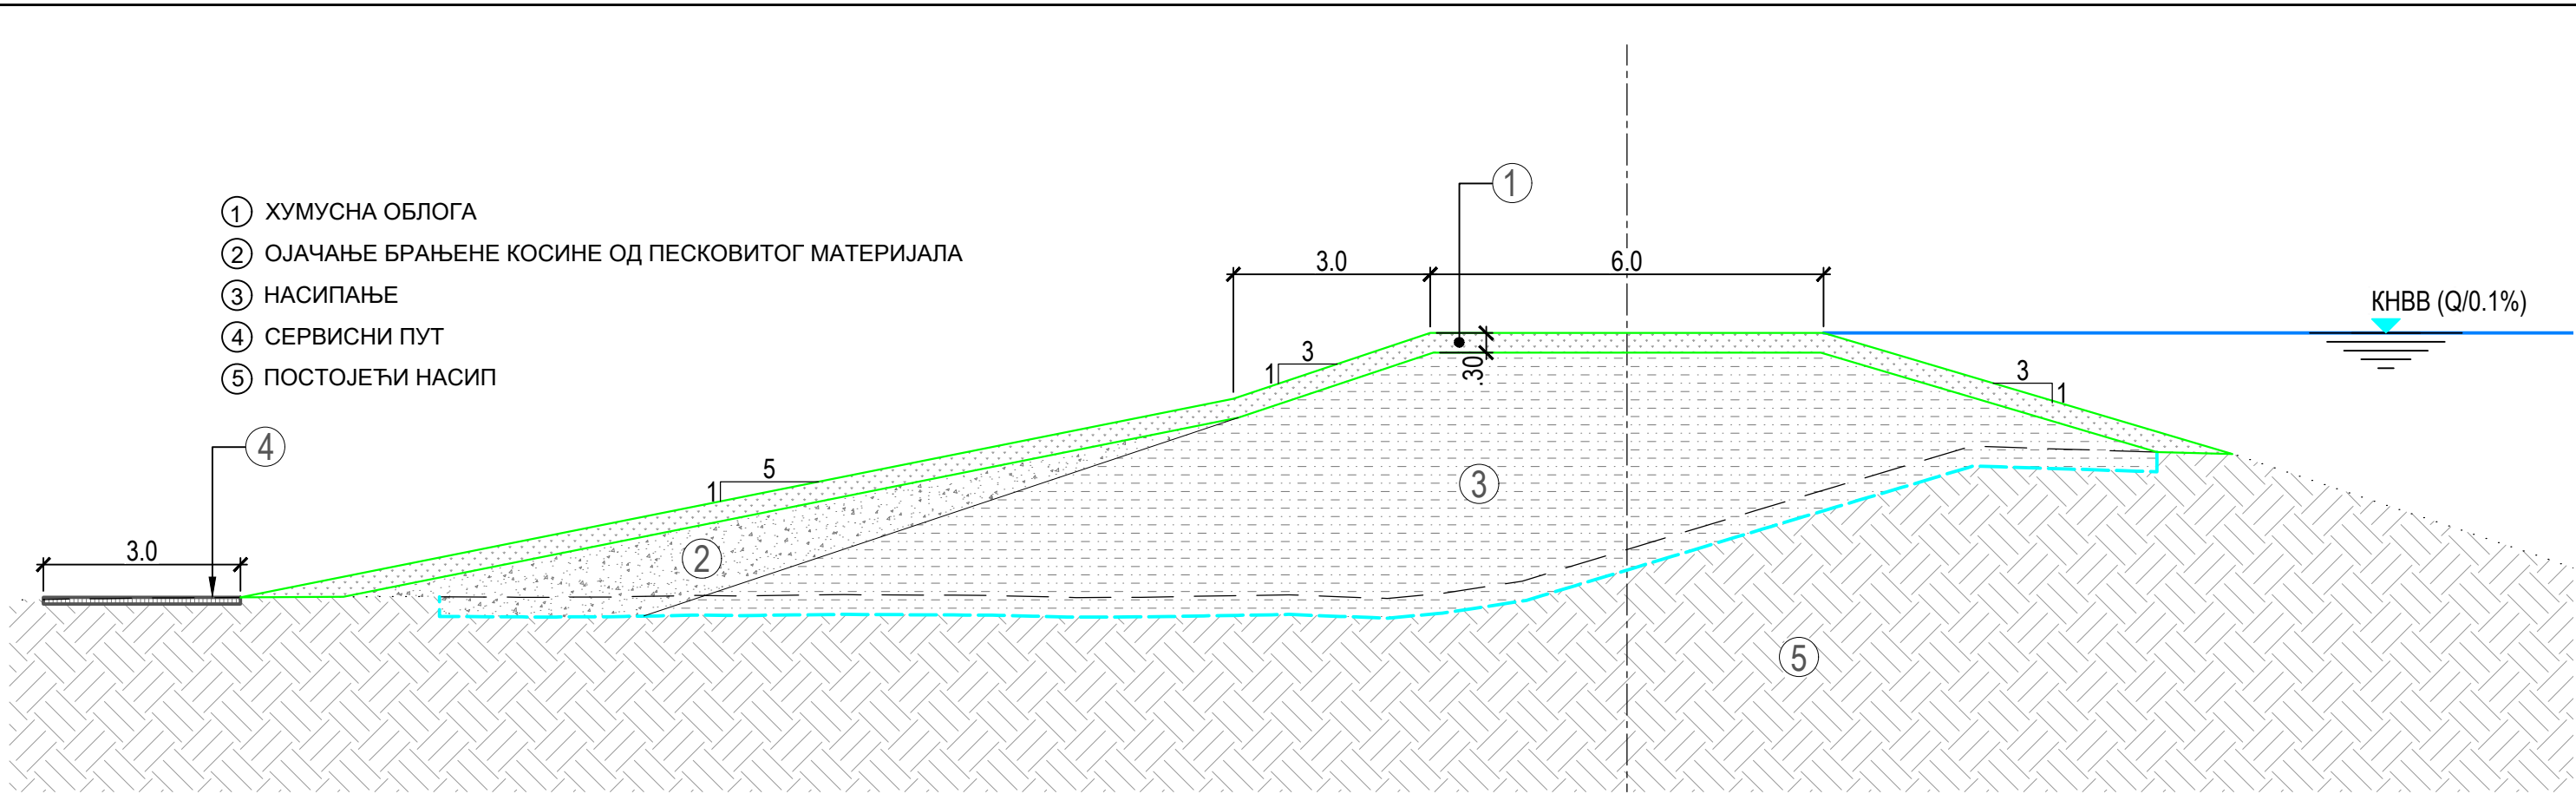 1 ХУМУСНА ОБЛОГА
2 ОЈАЧАЊЕ БРАЊЕНЕ КОСИНЕ ОД ПЕСКОВИТОГ МАТЕРИЈАЛА
3 НАСИПАЊЕ
4 СЕРВИСНИ ПУТ
5 ПОСТОЈЕЋИ НАСИП
1
3.0
6.0
КНВВ (Q/0.1%)
3
1
.30
3
1
4
5
1
3
2
3.0
5